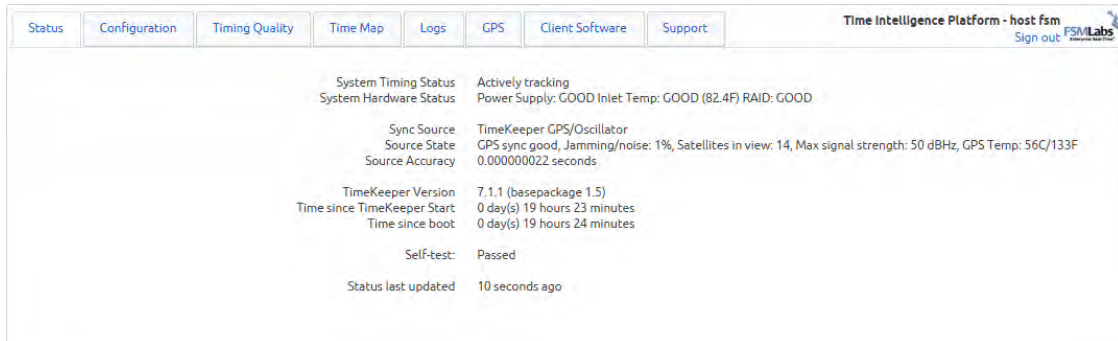 Status Configuration Timing Quality Time Map Logs GPS Client Software Support
Time Intelligence Platform - host fsm
Sign out FSMLabs
System Timing Status Actively tracking
System Hardware Status Power Supply: GOOD Inlet Temp: GOOD (82.4F) RAID: GOOD
Sync Source TimeKeeper GPS/Oscillator
Source State GPS sync good, Jamming/noise: 1%, Satellites in view: 14, Max signal strength: 50 dBHz, GPS Temp: 56C/133F
Source Accuracy 0.000000022 seconds
TimeKeeper Version 7.1.1 (basepackage 1.5)
Time since TimeKeeper Start 0 day(s) 19 hours 23 minutes
Time since boot 0 day(s) 19 hours 24 minutes
Self-test: Passed
Status last updated 10 seconds ago